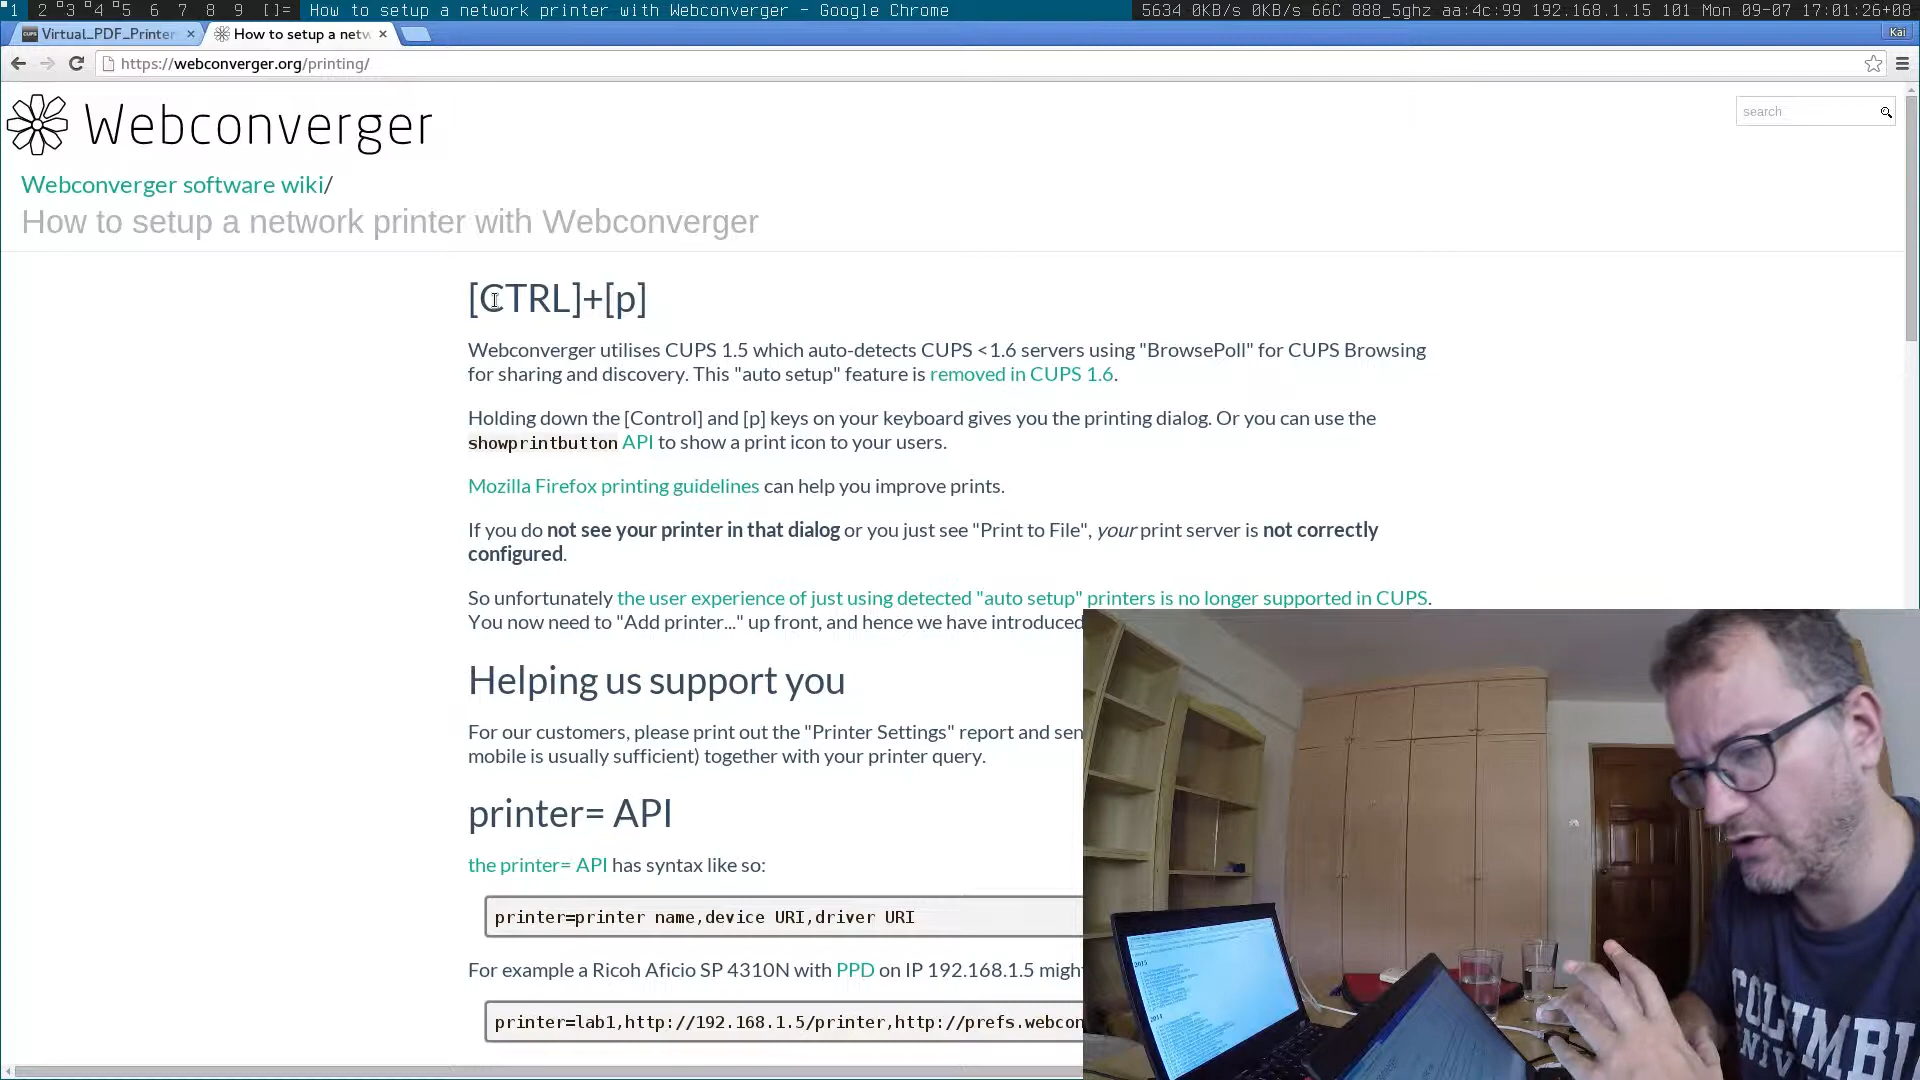 1 2 3 4 5 6 7 8 9 []= How to setup a network printer with Webconverger - Google Chrome 5634 0KB/s 0KB/s 66C 888_5ghz aa:4c:99 192.168.1.15 101 Mon 09-07 17:01:26+08
Virtual_PDF_Printer × How to setup a netw × Kai
https://webconverger.org/printing/
Webconverger
search
Webconverger software wiki/
How to setup a network printer with Webconverger
[CTRL]+[p]
Webconverger utilises CUPS 1.5 which auto-detects CUPS <1.6 servers using "BrowsePoll" for CUPS Browsing
for sharing and discovery. This "auto setup" feature is removed in CUPS 1.6.
Holding down the [Control] and [p] keys on your keyboard gives you the printing dialog. Or you can use the
showprintbutton API to show a print icon to your users.
Mozilla Firefox printing guidelines can help you improve prints.
If you do not see your printer in that dialog or you just see "Print to File", your print server is not correctly
configured.
So unfortunately the user experience of just using detected "auto setup" printers is no longer supported in CUPS.
You now need to "Add printer..." up front, and hence we have introduced
Helping us support you
For our customers, please print out the "Printer Settings" report and sen
mobile is usually sufficient) together with your printer query.
printer= API
the printer= API has syntax like so:
printer=printer name,device URI,driver URI
For example a Ricoh Aficio SP 4310N with PPD on IP 192.168.1.5 migh
printer=lab1,http://192.168.1.5/printer,http://prefs.webcon
2015
2014
COLUMBI
NIV